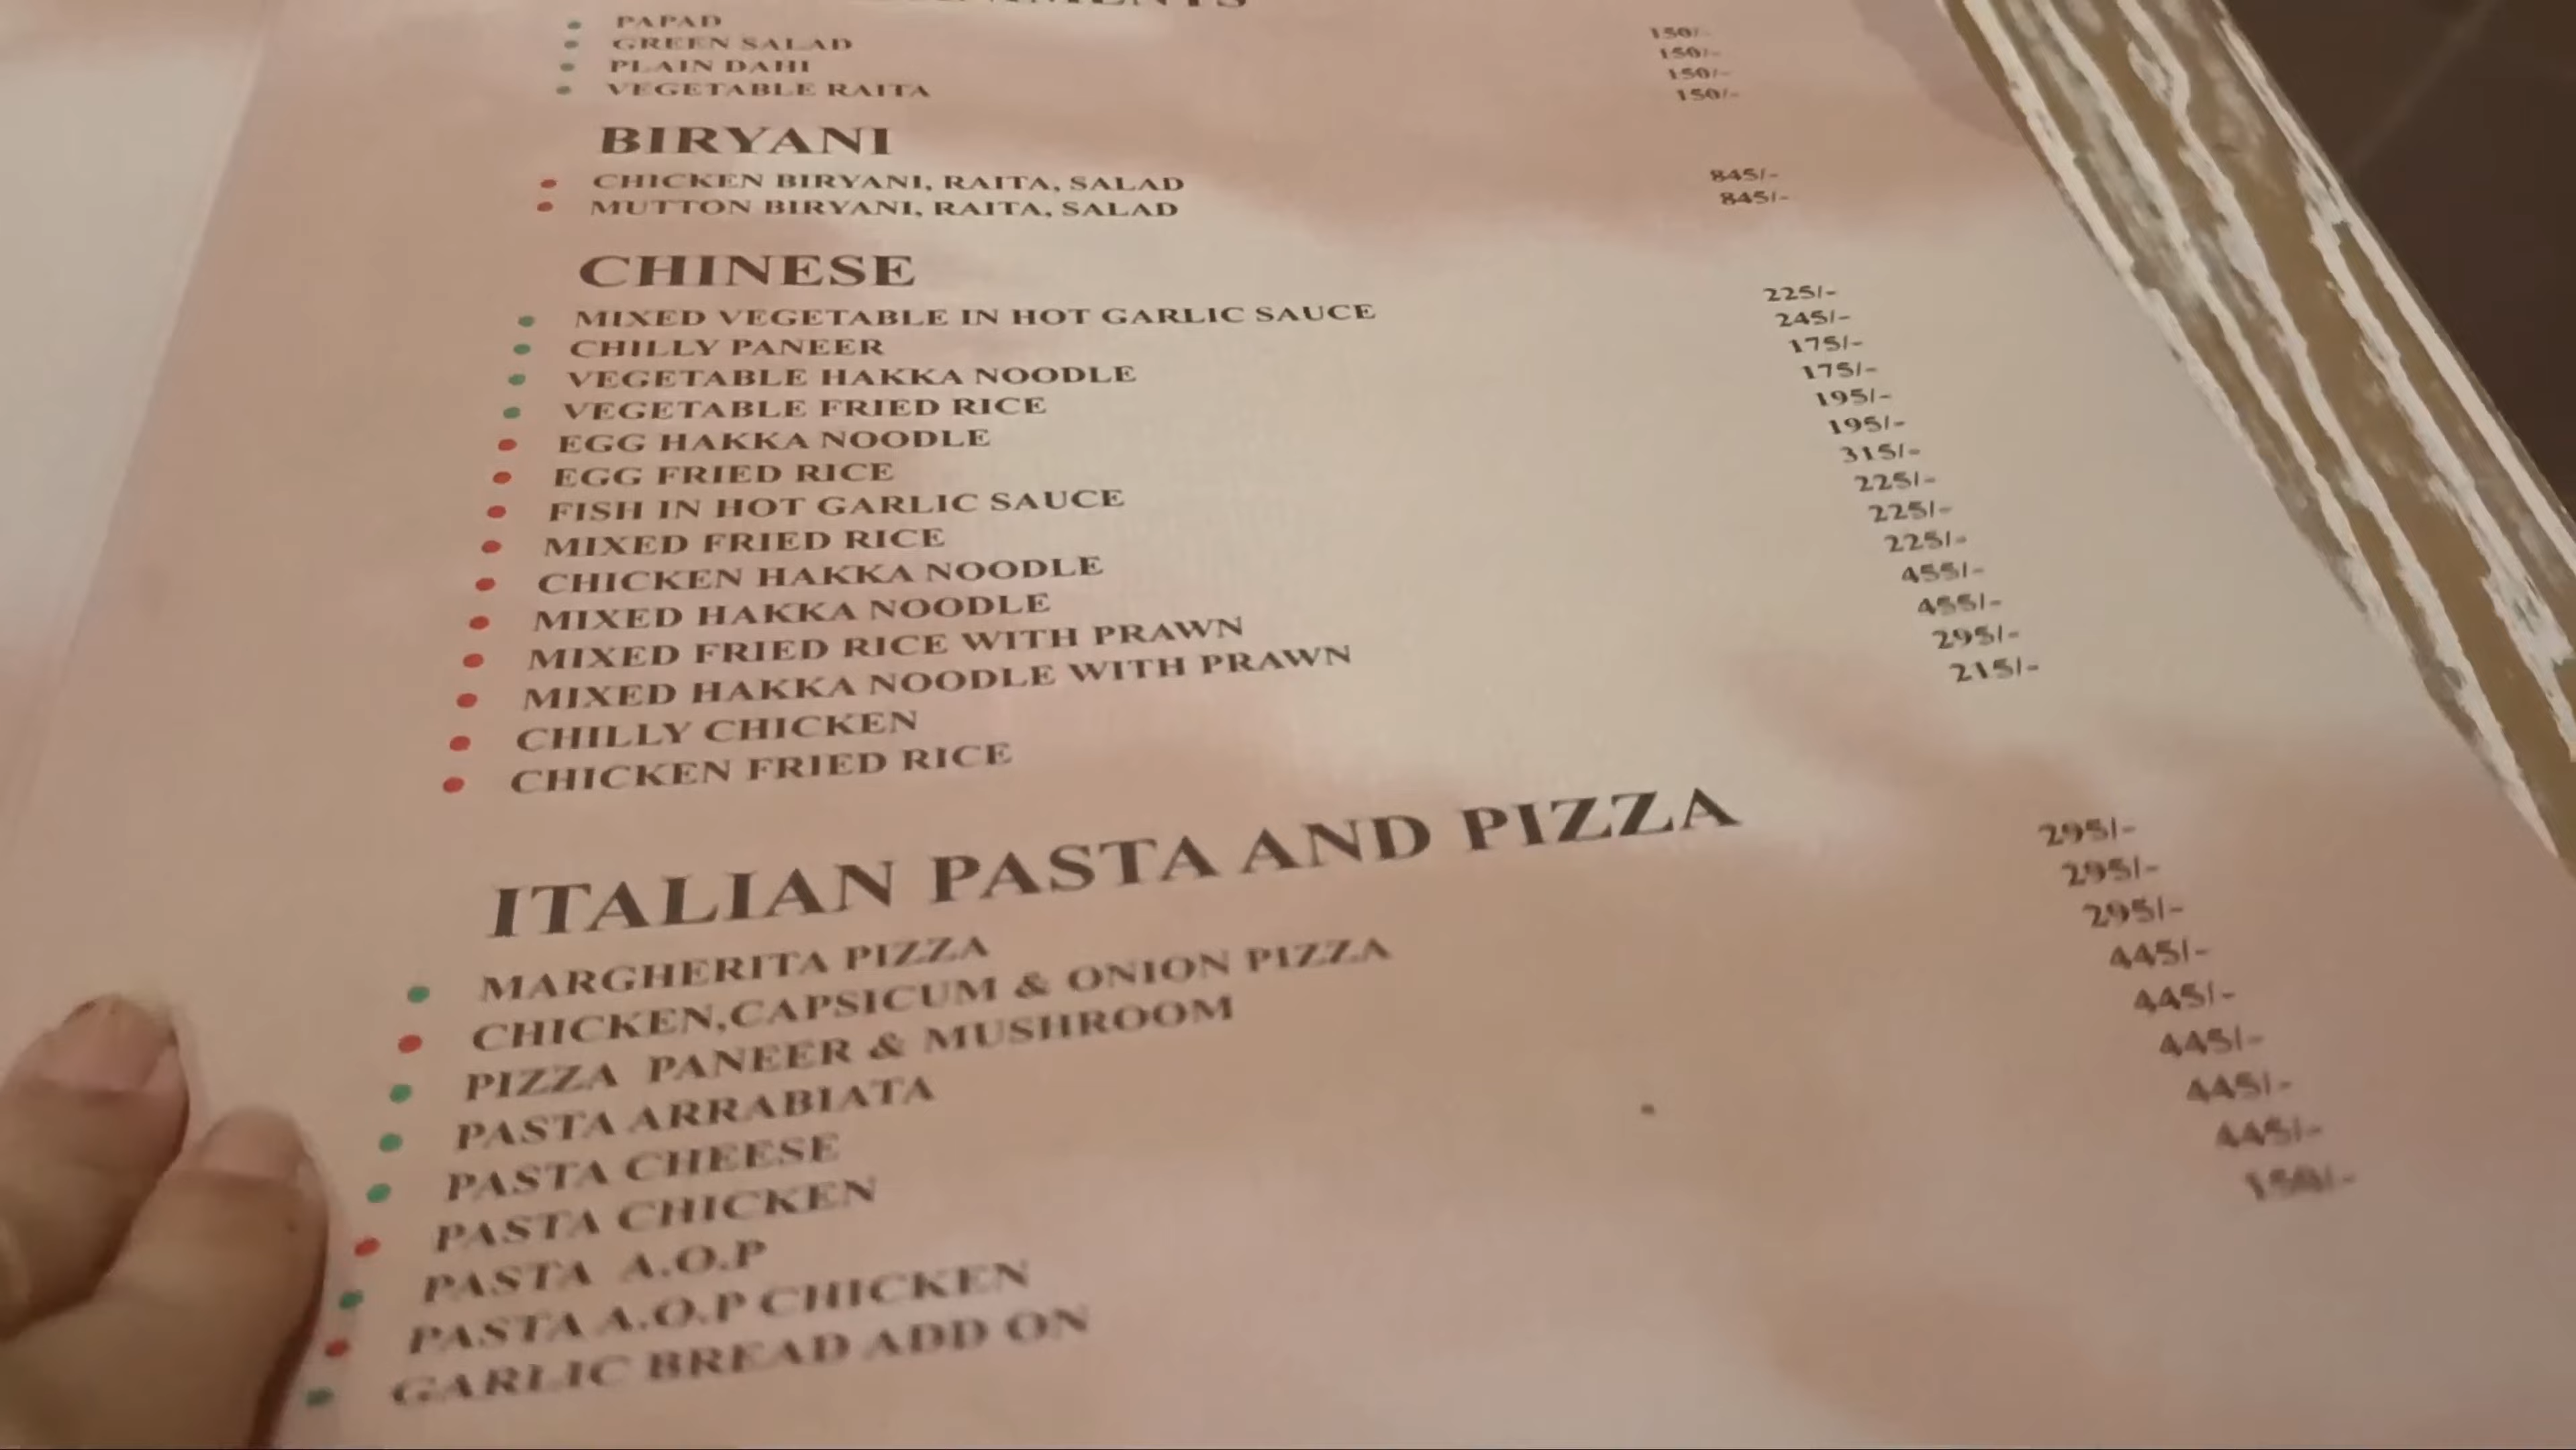 PAPAD 150/-
GREEN SALAD 150/-
PLAIN DAHI 150/-
VEGETABLE RAITA 150/-
BIRYANI
CHICKEN BIRYANI, RAITA, SALAD 845/-
MUTTON BIRYANI, RAITA, SALAD 845/-
CHINESE
MIXED VEGETABLE IN HOT GARLIC SAUCE 225/-
CHILLY PANEER 245/-
VEGETABLE HAKKA NOODLE 175/-
VEGETABLE FRIED RICE 175/-
EGG HAKKA NOODLE 195/-
EGG FRIED RICE 195/-
FISH IN HOT GARLIC SAUCE 315/-
MIXED FRIED RICE 225/-
CHICKEN HAKKA NOODLE 225/-
MIXED HAKKA NOODLE 225/-
MIXED FRIED RICE WITH PRAWN 455/-
MIXED HAKKA NOODLE WITH PRAWN 455/-
CHILLY CHICKEN 295/-
CHICKEN FRIED RICE 215/-
ITALIAN PASTA AND PIZZA
MARGHERITA PIZZA 295/-
CHICKEN,CAPSICUM & ONION PIZZA 295/-
PIZZA PANEER & MUSHROOM 295/-
PASTA ARRABIATA 445/-
PASTA CHEESE 445/-
PASTA CHICKEN 445/-
PASTA A.O.P 445/-
PASTA A.O.P CHICKEN 445/-
GARLIC BREAD ADD ON 150/-